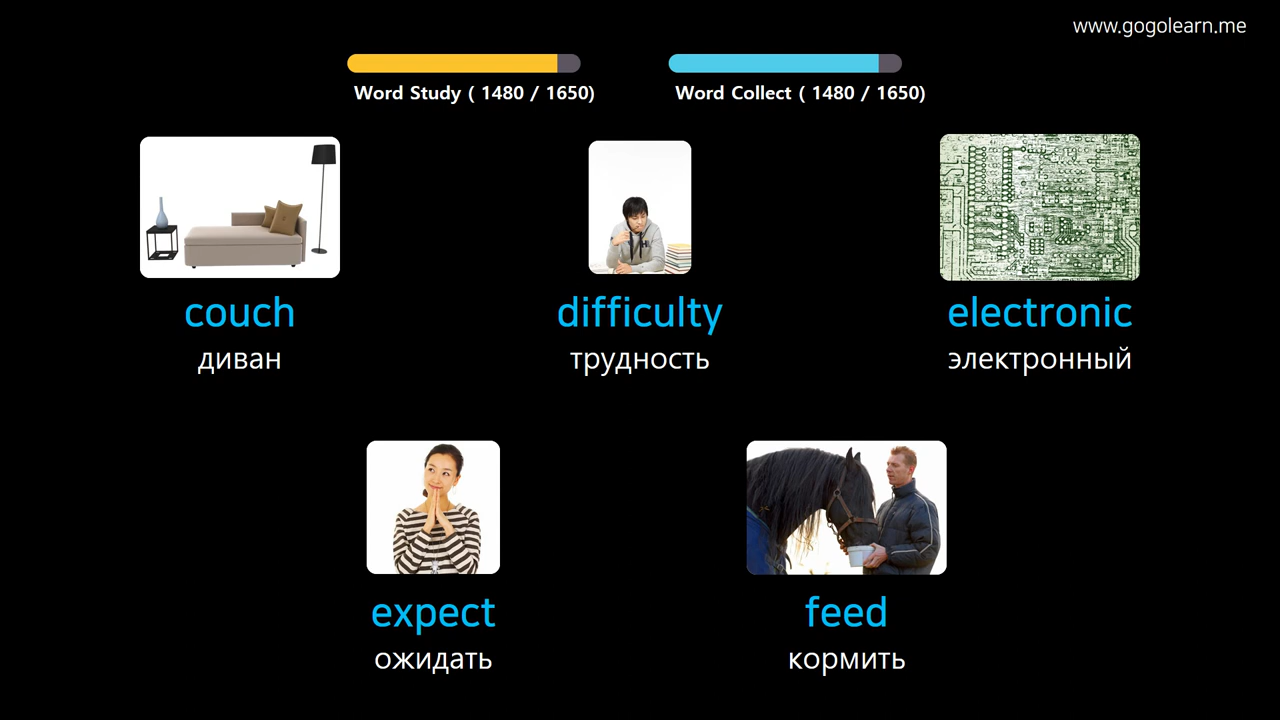 www.gogolearn.me
Word Study ( 1480 / 1650)
Word Collect ( 1480 / 1650)
couch
difficulty
electronic
диван
трудность
электронный
expect
feed
ожидать
кормить